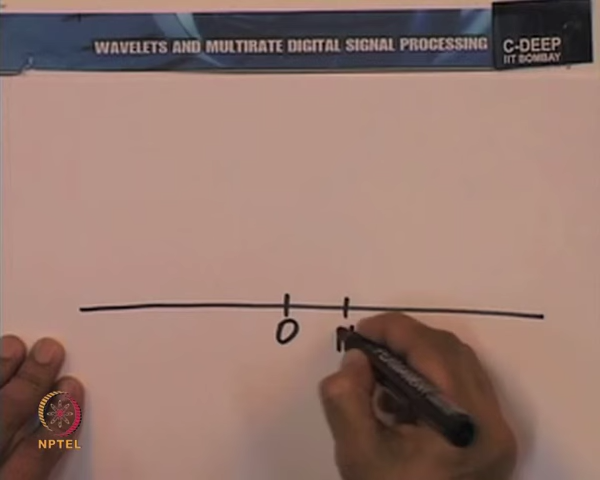 WAVELETS AND MULTIRATE DIGITAL SIGNAL PROCESSING
C-DEEP
IIT BOMBAY
0
NPTEL